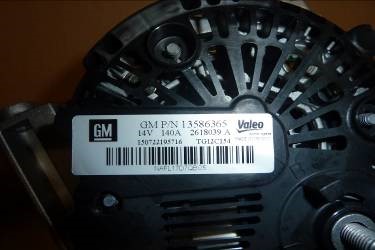 GM
GM P/N 13586365
14V 140A 2618039 A
150722195716 TG12C154
Valeo